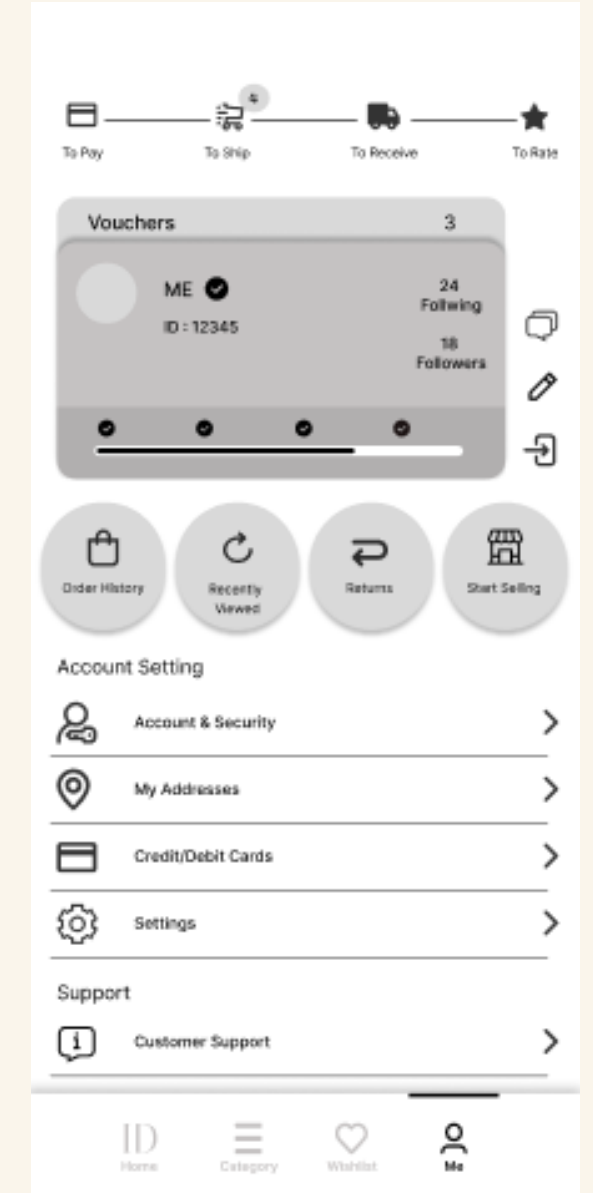 4
To Pay
To Ship
To Receive
To Rate
Vouchers 3
ME
ID : 12345
24
Follwing
18
Followers
Order History
Recently
Viewed
Returns
Start Selling
Account Setting
Account & Security
My Addresses
Credit/Debit Cards
Settings
Support
i
Customer Support
ID
Home
Category
Wishlist
Me